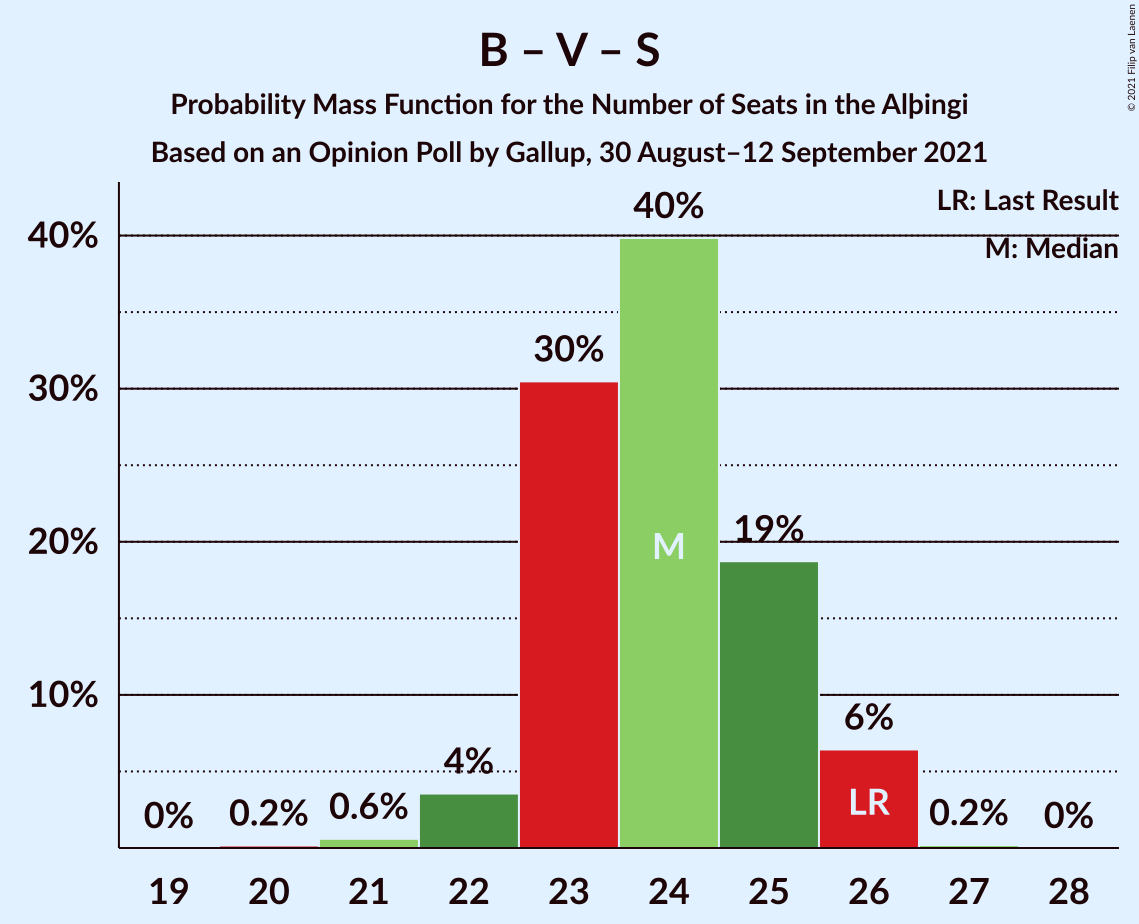 B – V – S
Probability Mass Function for the Number of Seats in the Alþingi
Based on an Opinion Poll by Gallup, 30 August–12 September 2021
© 2021 Filip van Laenen
LR: Last Result
M: Median
40%
30%
20%
10%
0%
0.2%
0.6%
4%
30%
40%
19%
6%
0.2%
0%
M
LR
19 20 21 22 23 24 25 26 27 28